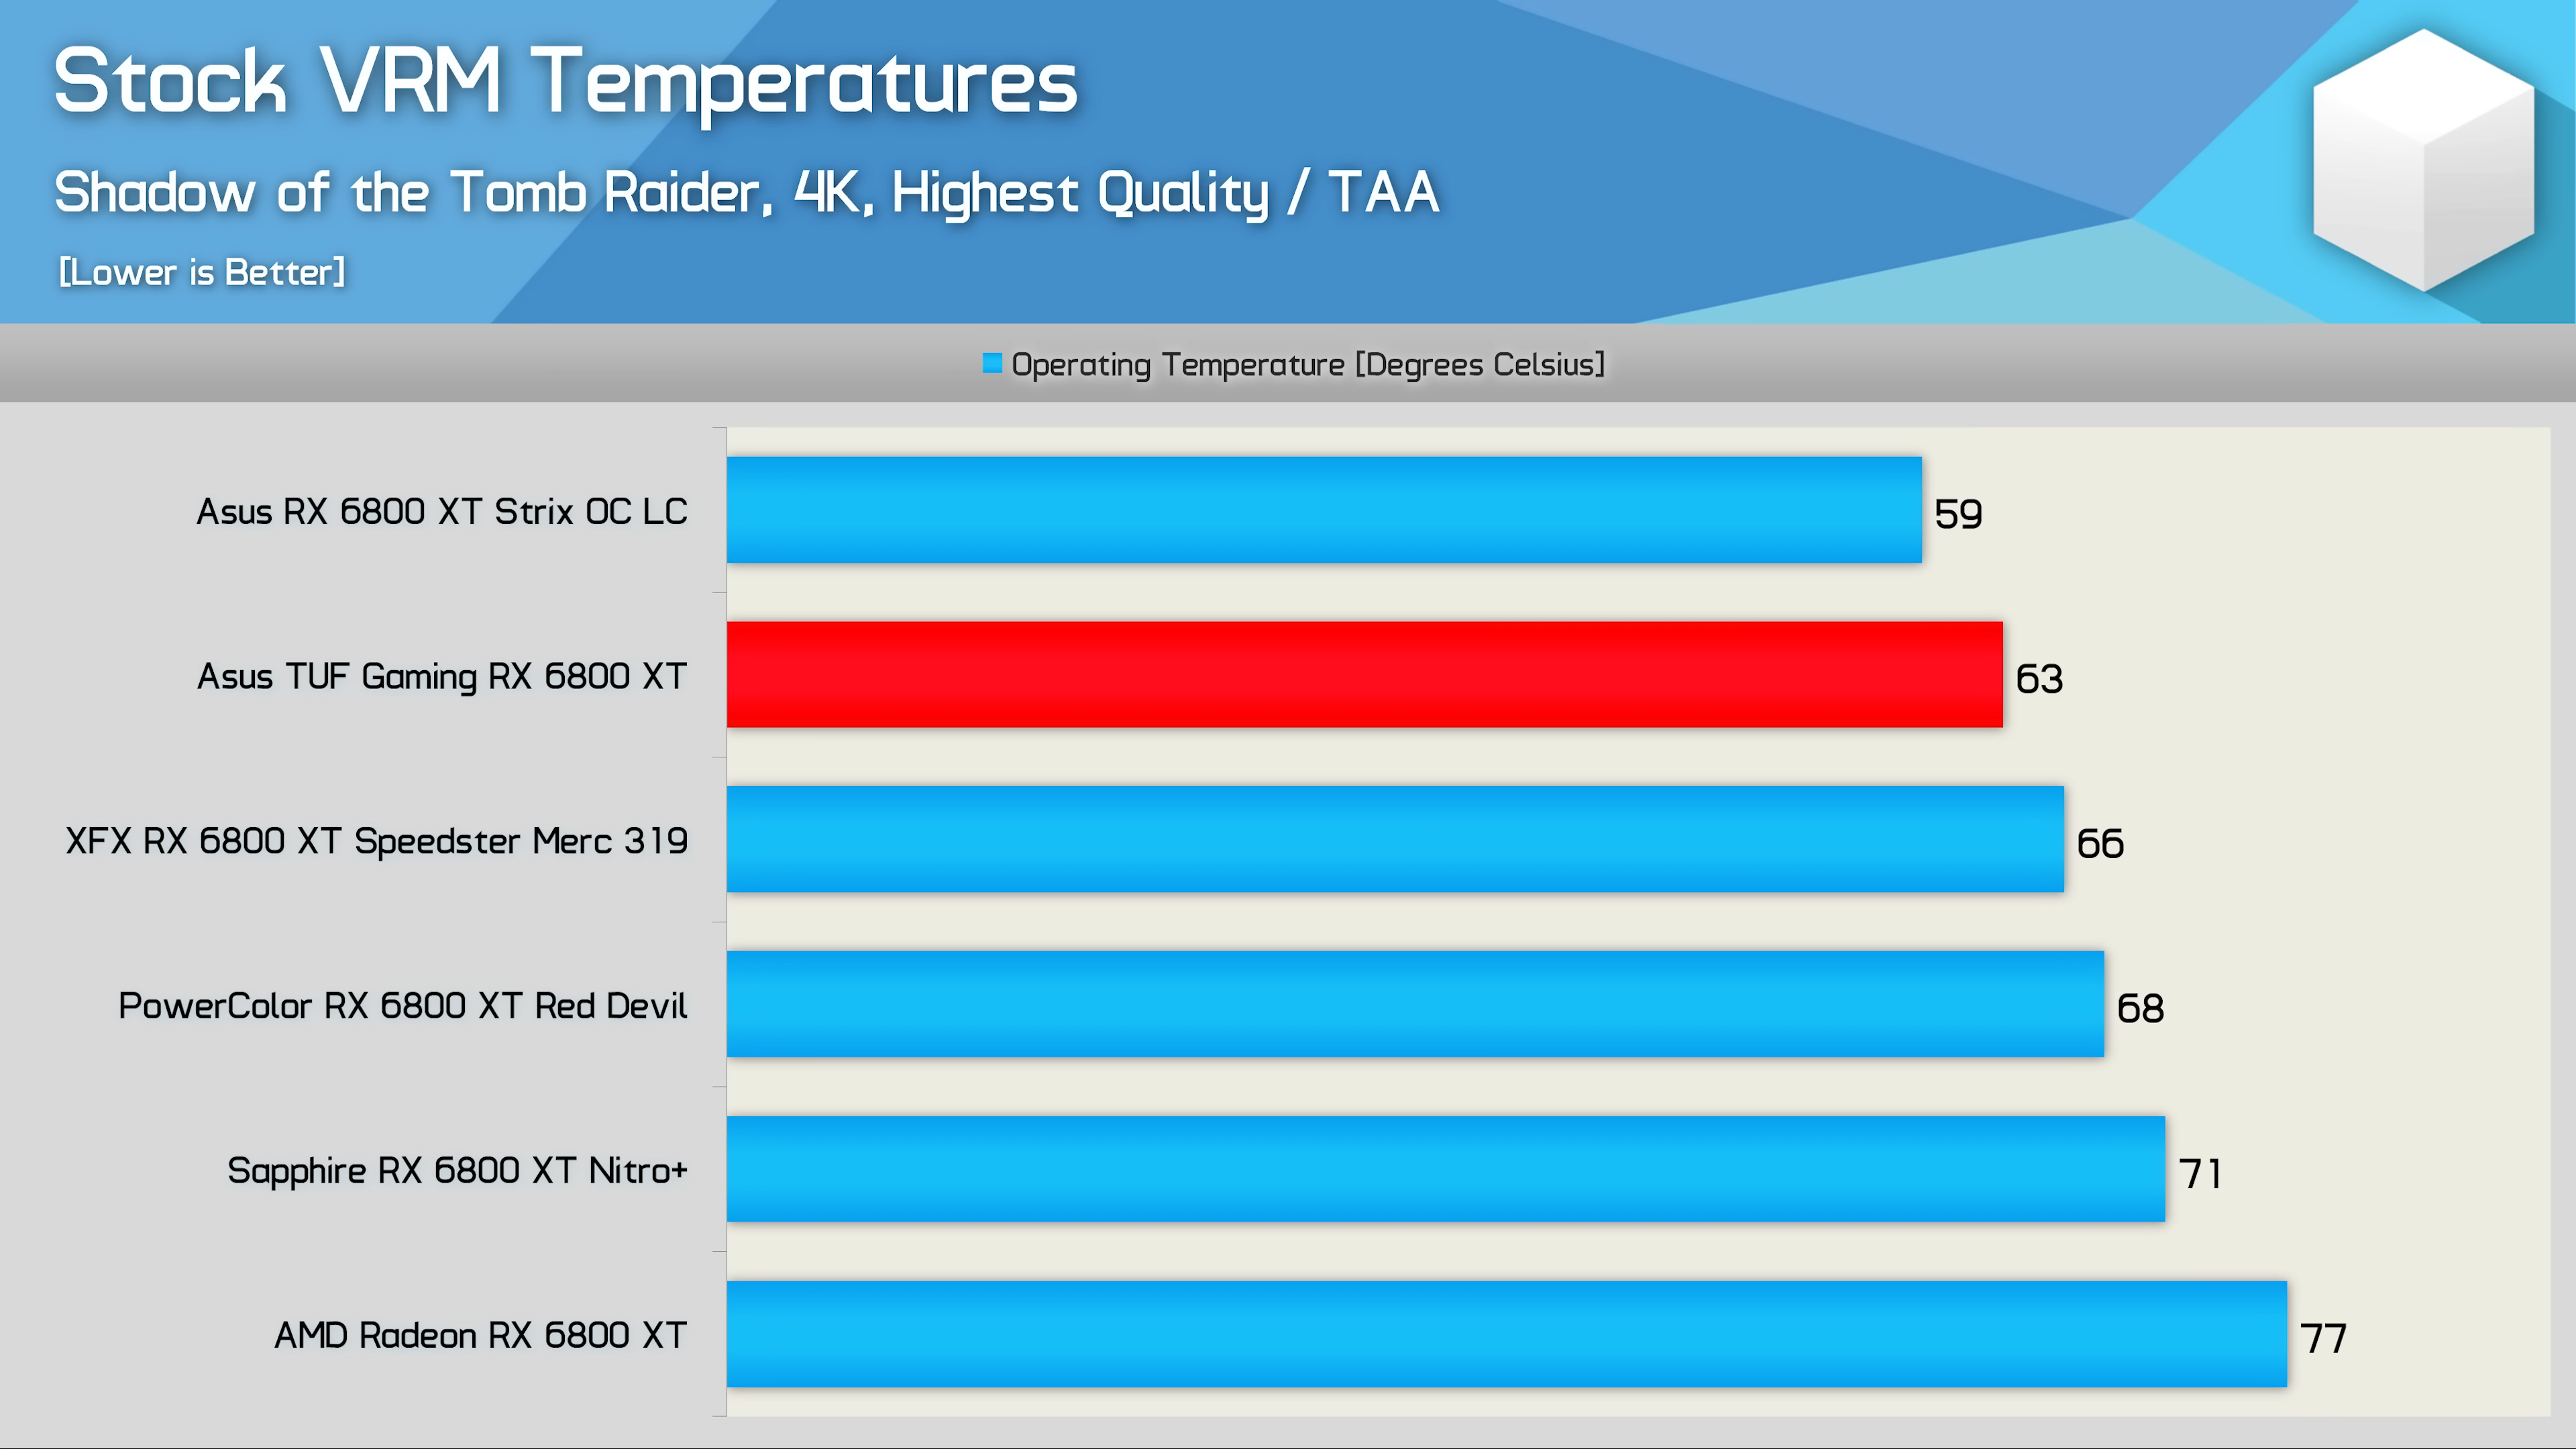 Stock VRM Temperatures
Shadow of the Tomb Raider, 4K, Highest Quality / TAA
[Lower is Better]
Operating Temperature [Degrees Celsius]
Asus RX 6800 XT Strix OC LC 59
Asus TUF Gaming RX 6800 XT 63
XFX RX 6800 XT Speedster Merc 319 66
PowerColor RX 6800 XT Red Devil 68
Sapphire RX 6800 XT Nitro+ 71
AMD Radeon RX 6800 XT 77